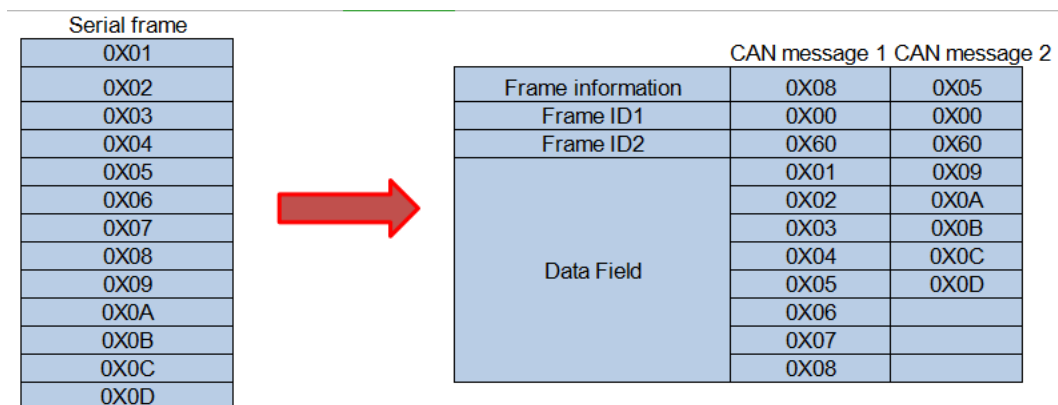 Serial frame
0X01
0X02
0X03
0X04
0X05
0X06
0X07
0X08
0X09
0X0A
0X0B
0X0C
0X0D
CAN message 1 CAN message 2
Frame information 0X08 0X05
Frame ID1 0X00 0X00
Frame ID2 0X60 0X60
Data Field
0X01 0X09
0X02 0X0A
0X03 0X0B
0X04 0X0C
0X05 0X0D
0X06
0X07
0X08